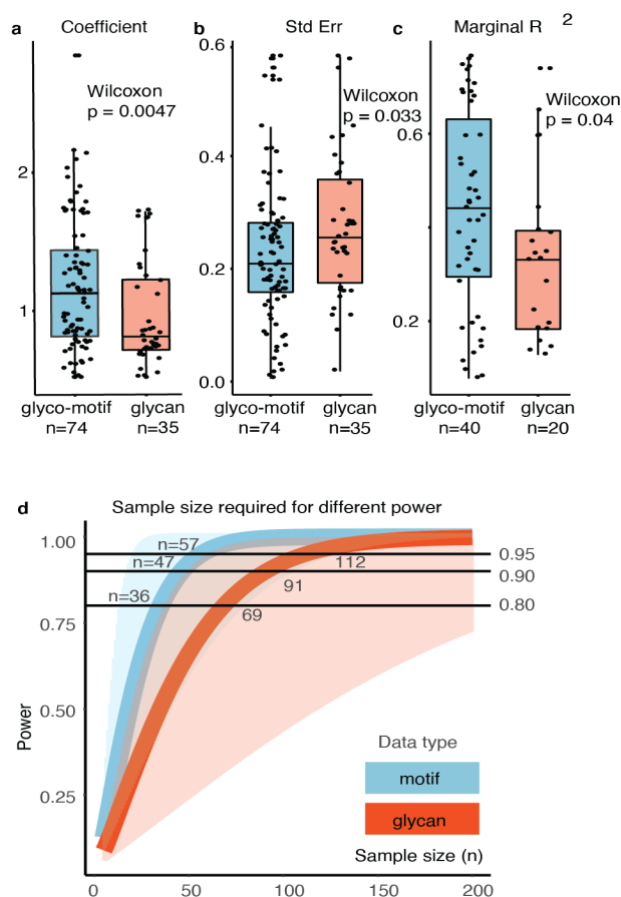 a Coefficient
b Std Err
c Marginal R 2
2
1
Wilcoxon
p = 0.0047
glyco-motif glycan
n=74 n=35
0.6
0.4
0.2
0.0
Wilcoxon
p = 0.033
glyco-motif glycan
n=74 n=35
0.6
0.2
Wilcoxon
p = 0.04
glyco-motif glycan
n=40 n=20
d Sample size required for different power
Power
1.00
0.75
0.50
0.25
n=57
n=47
n=36
112
91
69
0.95
0.90
0.80
Data type
motif
glycan
Sample size (n)
0 50 100 150 200